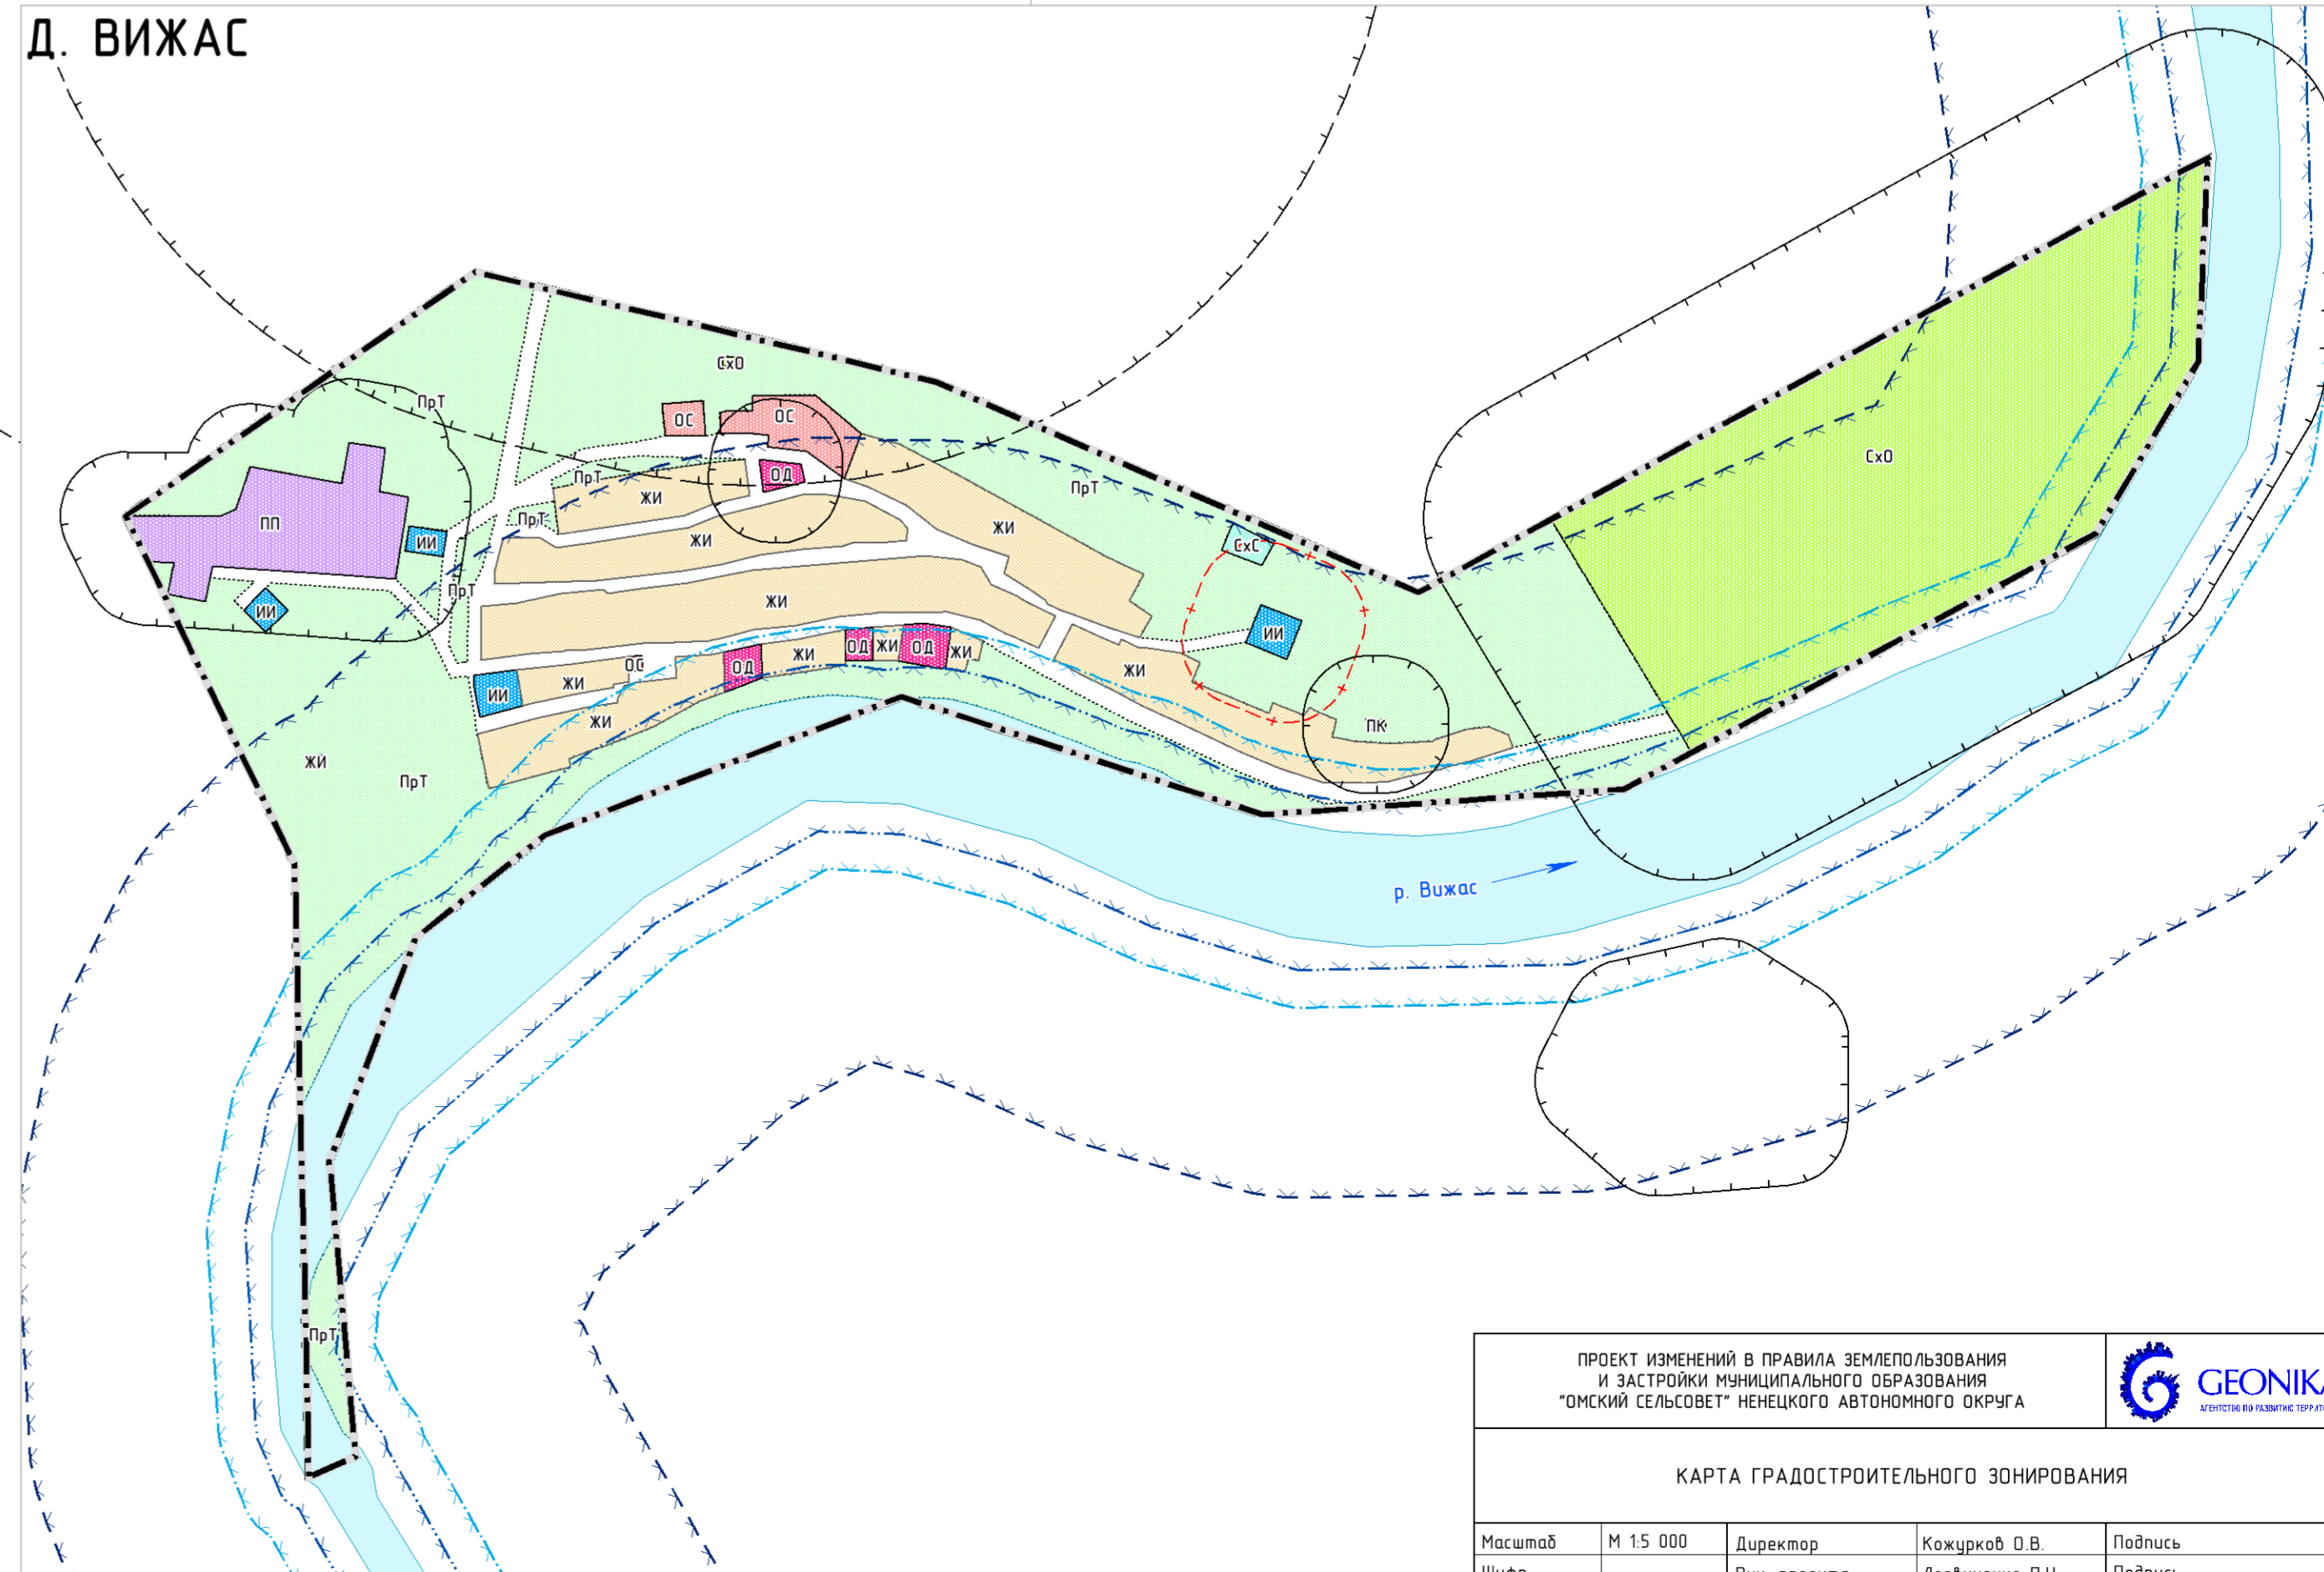 Д. ВИЖАС
СхО
ПрТ
ОС
ОС
СхО
ПрТ
ОД
ПрТ
ЖИ
ПП
ПрТ
ЖИ
ЖИ
ИИ
СхС
ПрТ
ЖИ
ИИ
ИИ
ОД
ЖИ
ОД
ЖИ
ЖИ
ОС
ОД
ЖИ
ЖИ
ИИ
ЖИ
ПК
ЖИ
ПрТ
р. Вижас
ПрТ
ПРОЕКТ ИЗМЕНЕНИЙ В ПРАВИЛА ЗЕМЛЕПОЛЬЗОВАНИЯ
И ЗАСТРОЙКИ МУНИЦИПАЛЬНОГО ОБРАЗОВАНИЯ
"ОМСКИЙ СЕЛЬСОВЕТ" НЕНЕЦКОГО АВТОНОМНОГО ОКРУГА
GEONIKA
АГЕНТСТВО ПО РАЗВИТИЮ
КАРТА ГРАДОСТРОИТЕЛЬНОГО ЗОНИРОВАНИЯ
Масштаб М 1:5 000 Директор Кожурков О.В. Подпись